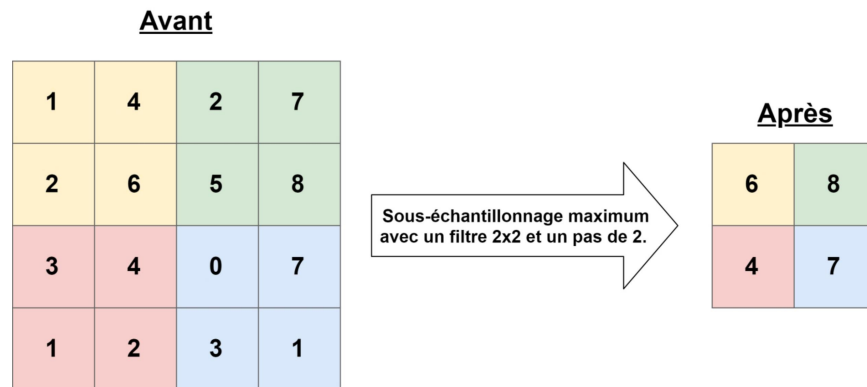 Avant
1 4 2 7
2 6 5 8
3 4 0 7
1 2 3 1
Sous-échantillonnage maximum
avec un filtre 2x2 et un pas de 2.
Après
6 8
4 7